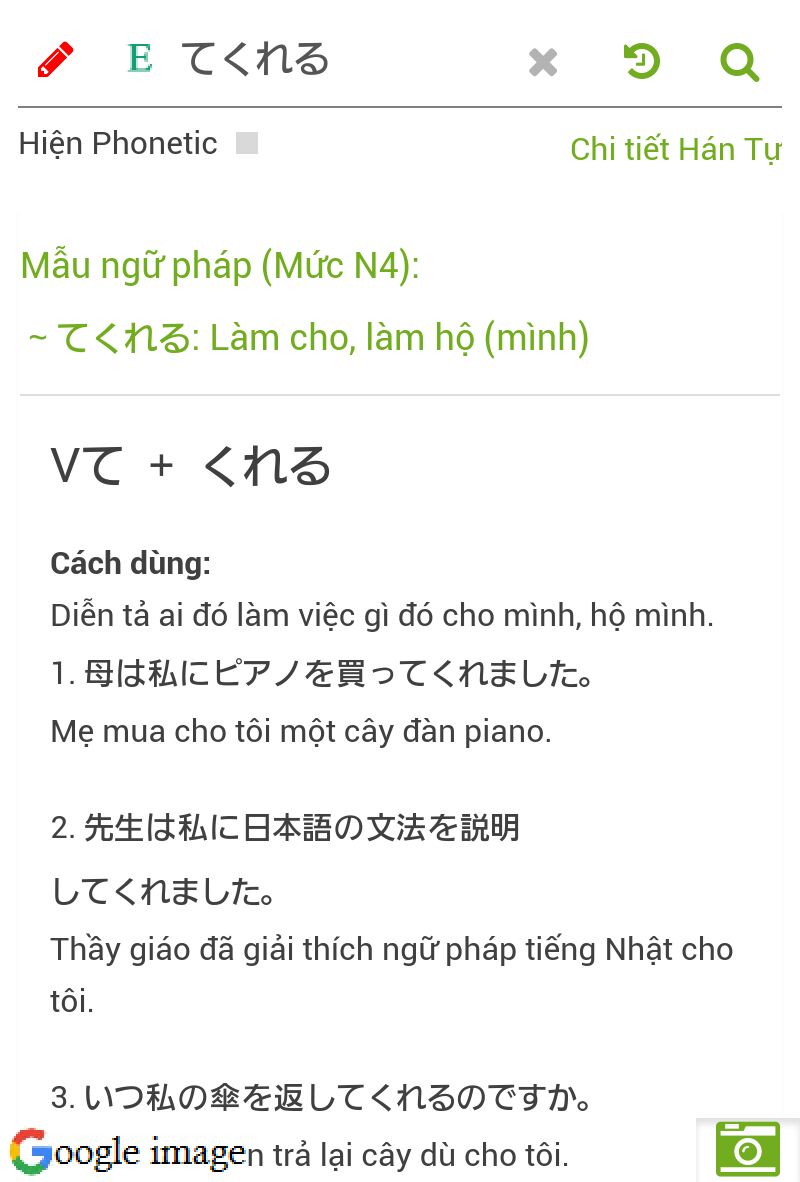 E てくれる
Hiện Phonetic
Chi tiết Hán Tự
Mẫu ngữ pháp (Mức N4):
~ てくれる: Làm cho, làm hộ (mình)
Vて + くれる
Cách dùng:
Diễn tả ai đó làm việc gì đó cho mình, hộ mình.
1. 母は私にピアノを買ってくれました。
Mẹ mua cho tôi một cây đàn piano.
2. 先生は私に日本語の文法を説明
してくれました。
Thầy giáo đã giải thích ngữ pháp tiếng Nhật cho
tôi.
3. いつ私の傘を返してくれるのですか。
Google image
trả lại cây dù cho tôi.